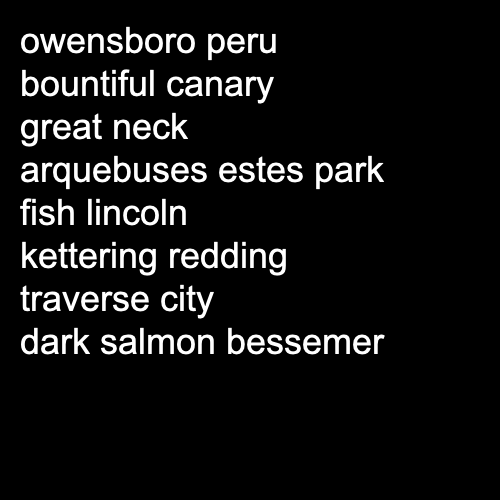 owensboro peru
bountiful canary
great neck
arquebuses estes park
fish lincoln
kettering redding
traverse city
dark salmon bessemer